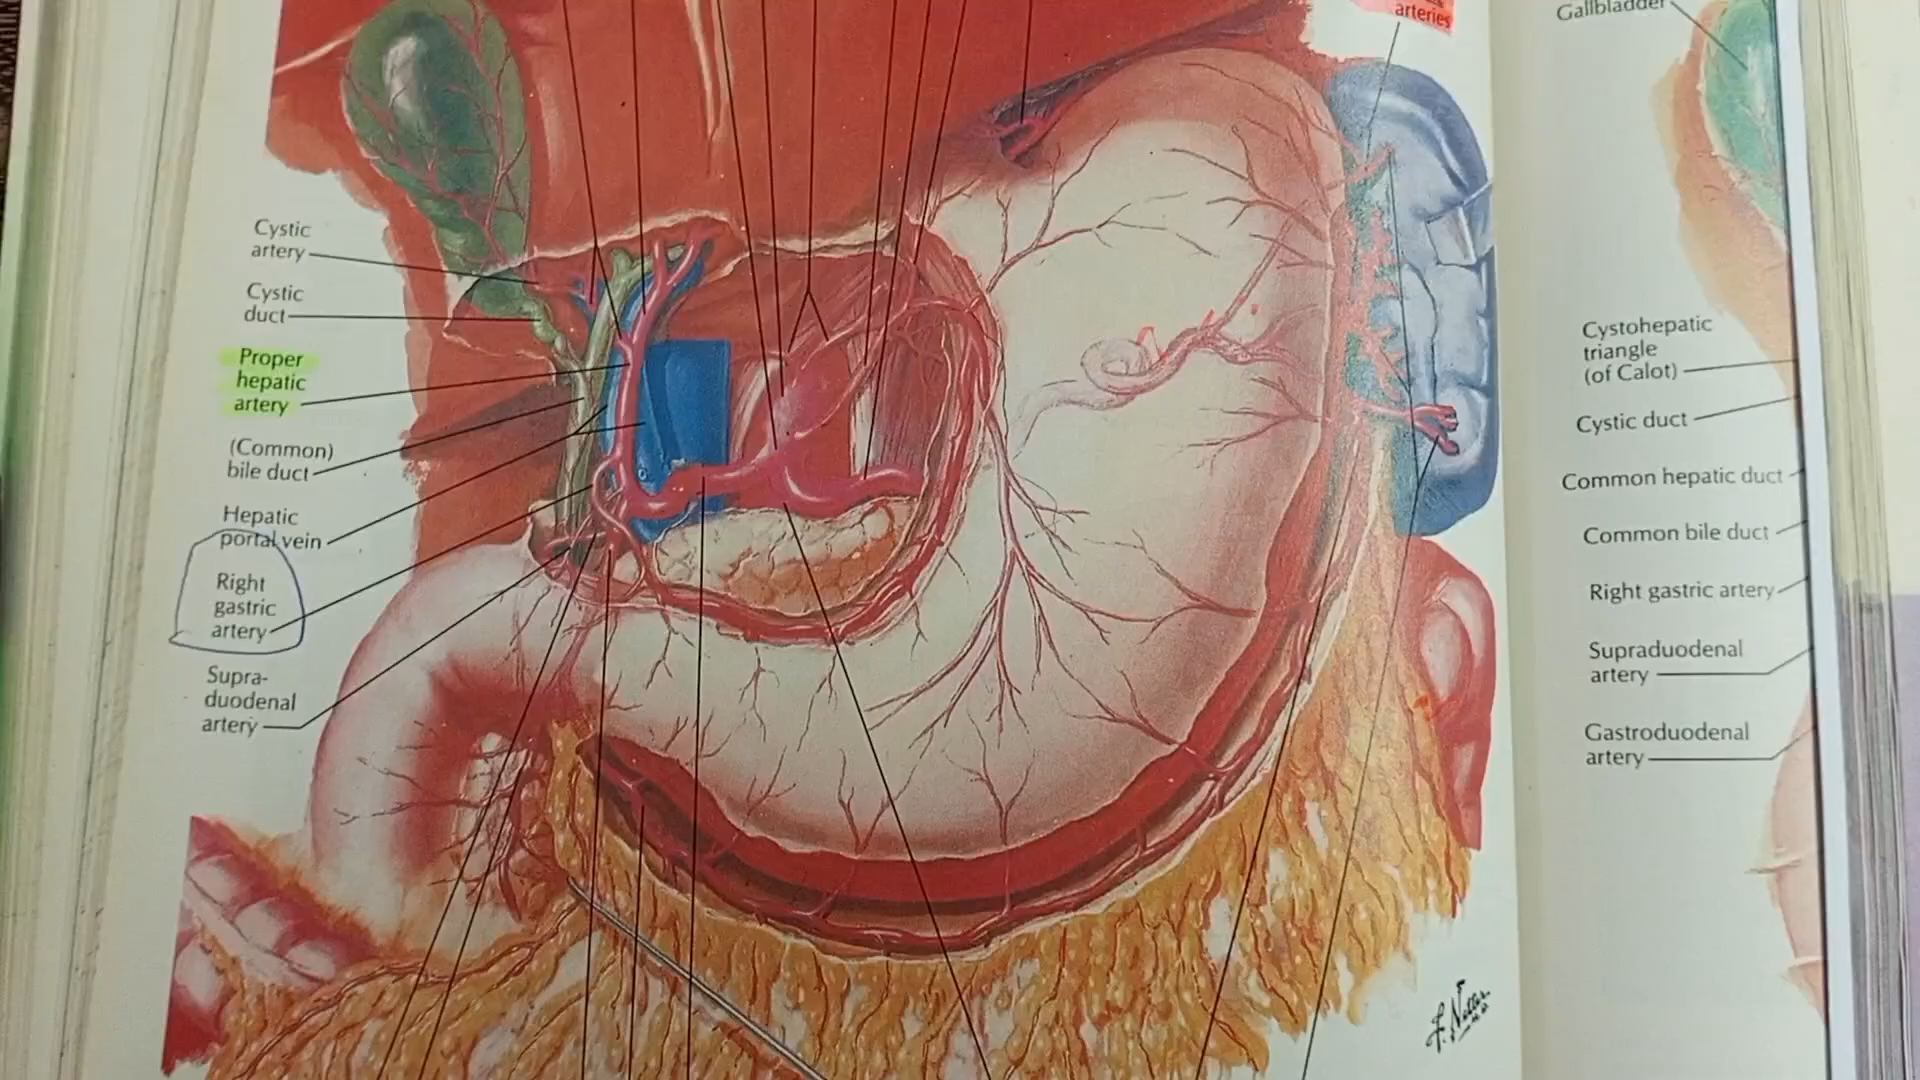 arteries
Cystic
artery
Cystic
duct
Proper
hepatic
artery
(Common)
bile duct
Hepatic
portal vein
Right
gastric
artery
Supra-
duodenal
artery
F. Netter
Gallbladder
Cystohepatic
triangle
(of Calot)
Cystic duct
Common hepatic duct
Common bile duct
Right gastric artery
Supraduodenal
artery
Gastroduodenal
artery